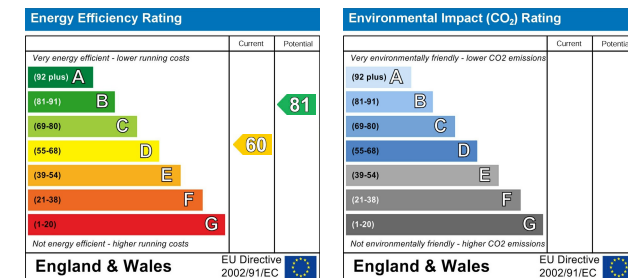 Energy Efficiency Rating
Current Potential
Very energy efficient - lower running costs
(92 plus) A
(81-91) B
81
(69-80) C
(55-68) D
60
(39-54) E
(21-38) F
(1-20) G
Not energy efficient - higher running costs
England & Wales
EU Directive
2002/91/EC
Environmental Impact (CO₂) Rating
Current Potential
Very environmentally friendly - lower CO2 emissions
(92 plus) A
(81-91) B
(69-80) C
(55-68) D
(39-54) E
(21-38) F
(1-20) G
Not environmentally friendly - higher CO2 emissions
England & Wales
EU Directive
2002/91/EC